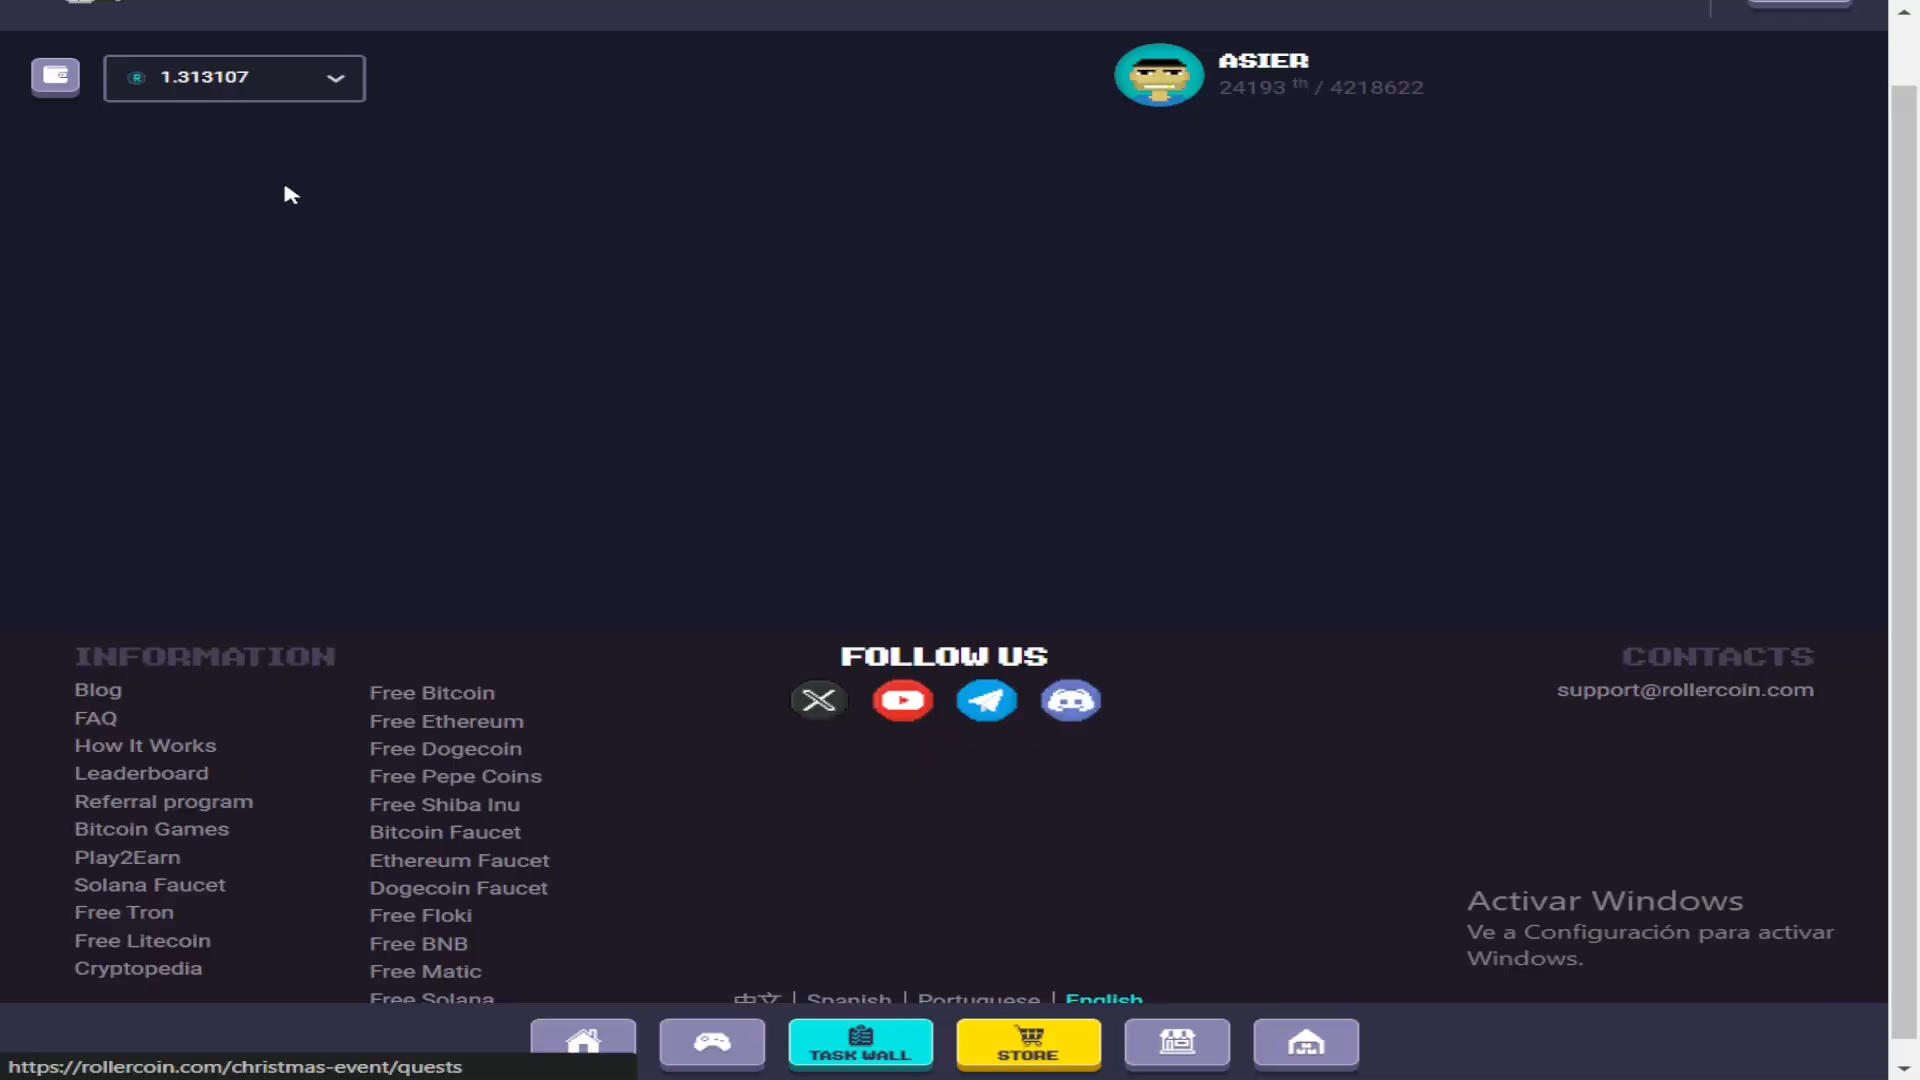 1.313107
ASIER
24193 th / 4218622
INFORMATION
Blog
FAQ
How It Works
Leaderboard
Referral program
Bitcoin Games
Play2Earn
Solana Faucet
Free Tron
Free Litecoin
Cryptopedia
Free Bitcoin
Free Ethereum
Free Dogecoin
Free Pepe Coins
Free Shiba Inu
Bitcoin Faucet
Ethereum Faucet
Dogecoin Faucet
Free Floki
Free BNB
Free Matic
Free Solana
FOLLOW US
CONTACTS
support@rollercoin.com
Activar Windows
Ve a Configuración para activar
Windows.
中文 | Spanish | Portuguese | English
TASK WALL
STORE
https://rollercoin.com/christmas-event/quests